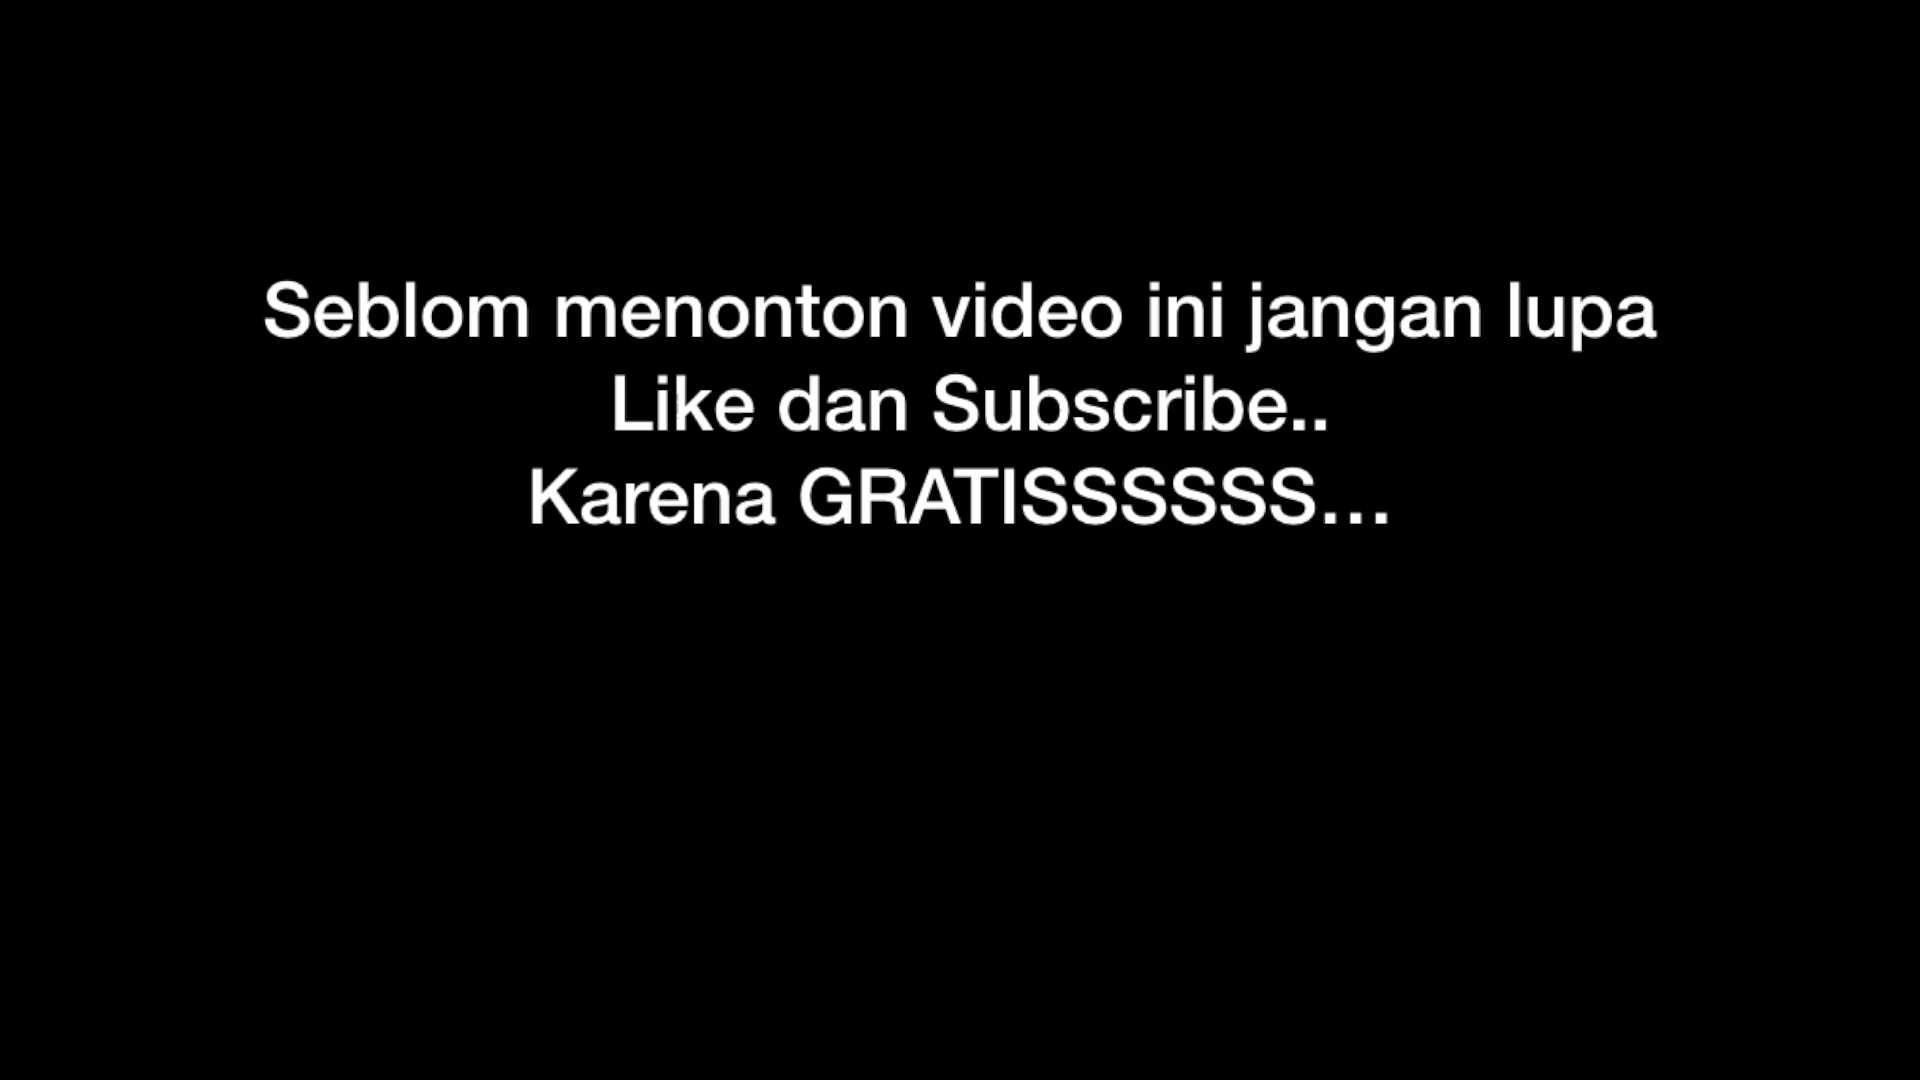 Seblom menonton video ini jangan lupa
Like dan Subscribe..
Karena GRATISSSSSS...